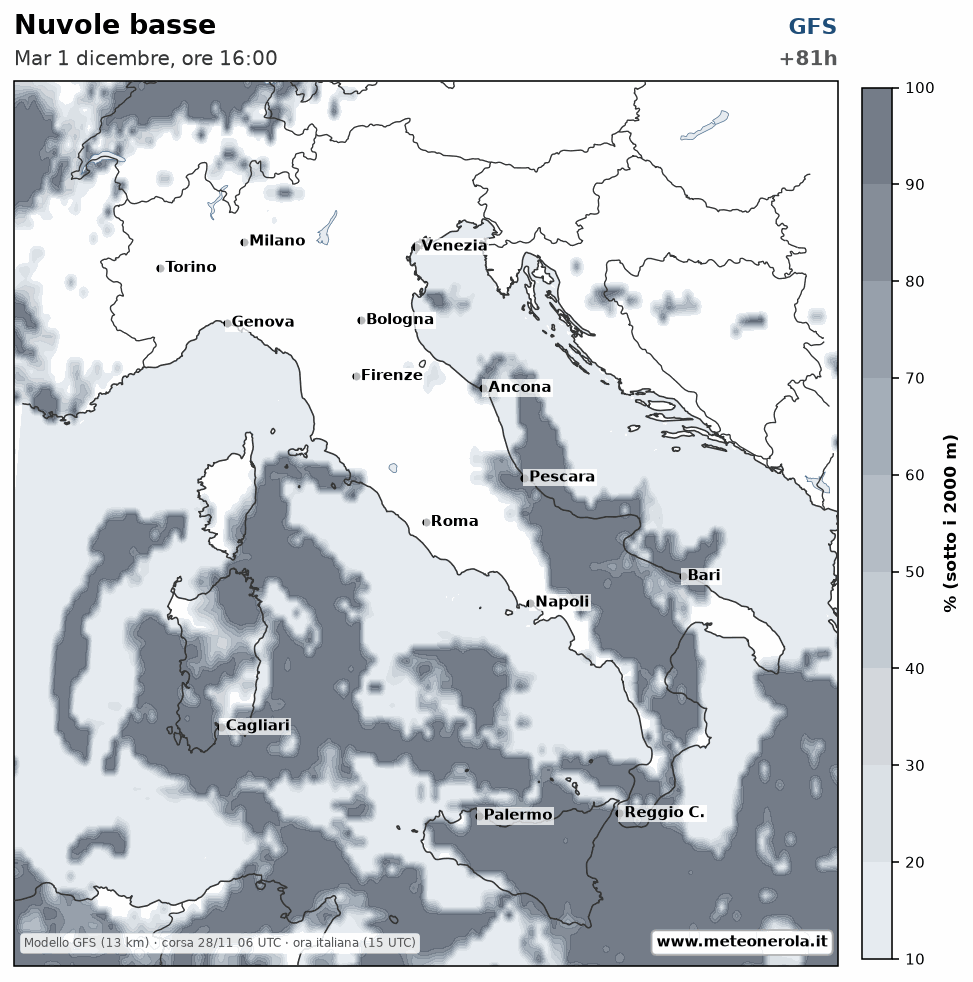 Nuvole basse
GFS
Mar 1 dicembre, ore 16:00
+81h
100
90
80
70
60
50
40
30
20
10
% (sotto i 2000 m)
Venezia
Milano
Torino
Genova
Bologna
Firenze
Ancona
Pescara
Roma
Bari
Napoli
Cagliari
Palermo
Reggio C.
Modello GFS (13 km) · corsa 28/11 06 UTC · ora italiana (15 UTC)
www.meteonerola.it